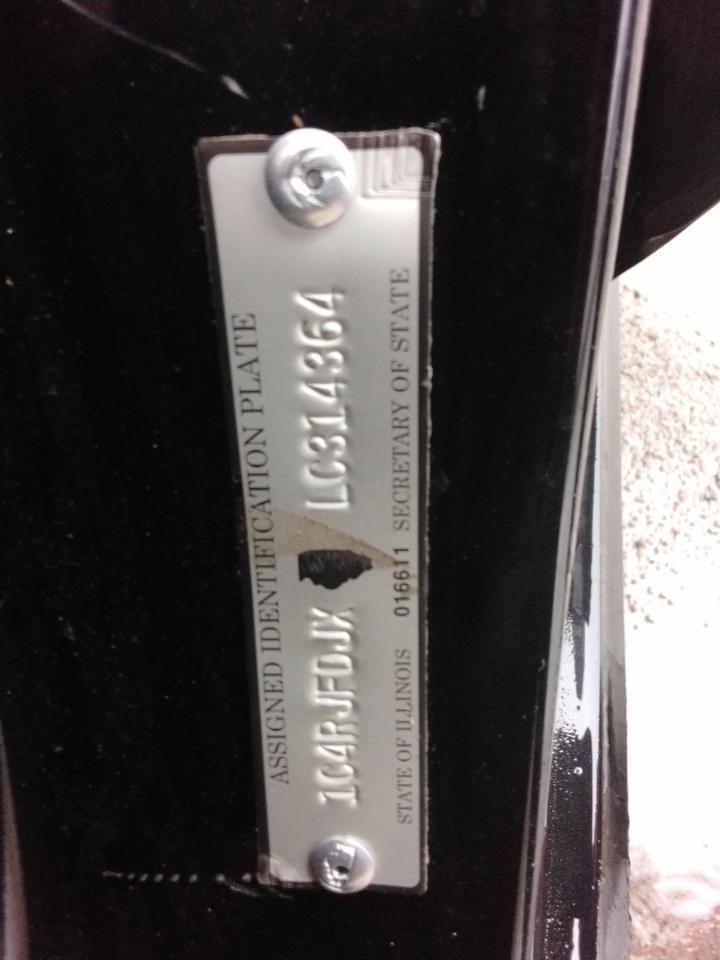 ASSIGNED IDENTIFICATION PLATE
1C4RJFDJX LC314364
STATE OF ILLINOIS 016611 SECRETARY OF STATE